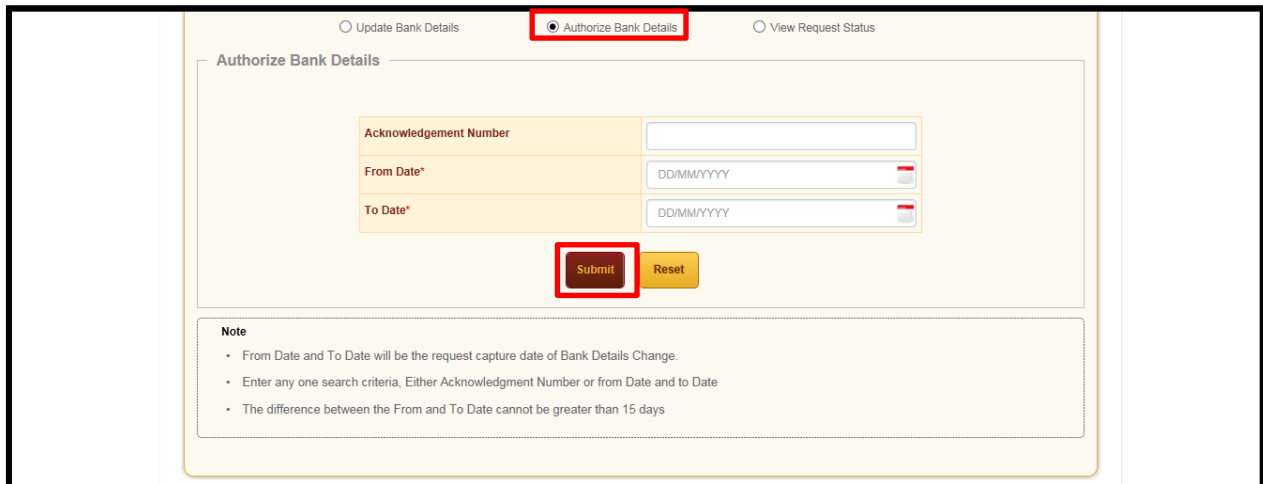 Update Bank Details Authorize Bank Details View Request Status
Authorize Bank Details
Acknowledgement Number
From Date* DD/MM/YYYY
To Date* DD/MM/YYYY
Submit Reset
Note
• From Date and To Date will be the request capture date of Bank Details Change.
• Enter any one search criteria, Either Acknowledgment Number or from Date and to Date
• The difference between the From and To Date cannot be greater than 15 days